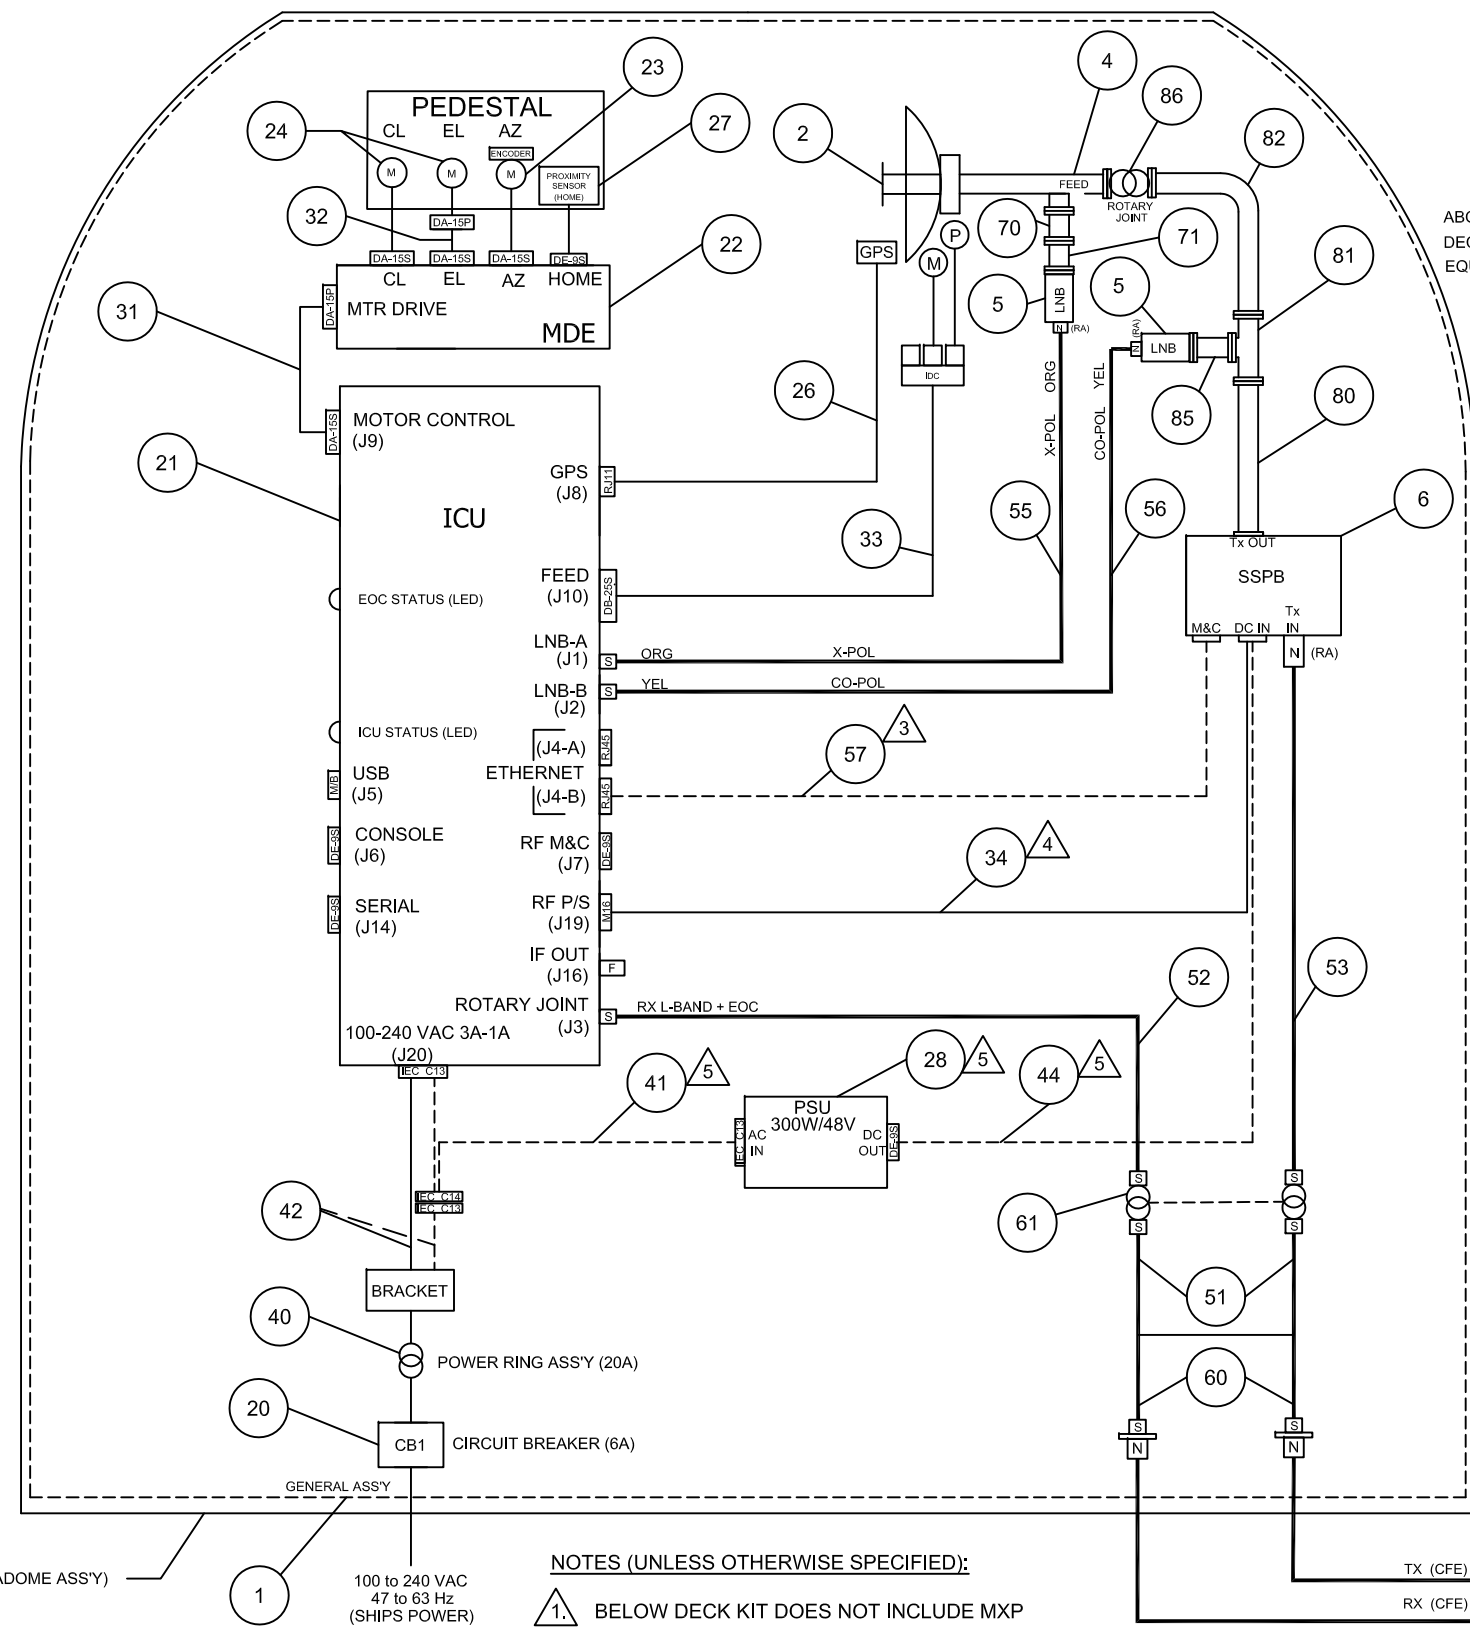 4
23
86
PEDESTAL
24
CL EL AZ
27
2
82
ENCODER
M M M
PROXIMITY
SENSOR
(HOME)
FEED
ROTARY
JOINT
32
DA-15P
70
P
71
ABO
DEC
EQU
22
GPS
M
81
DA-15S DA-15S DA-15S DE-9S
CL EL AZ HOME
5
LNB
5
31
DA-15P
MTR DRIVE
MDE
N (RA)
N (RA)
LNB
IDC
26
ORG
YEL
85
80
X-POL
CO-POL
DA-15S
MOTOR CONTROL
(J9)
21
GPS
(J8)
RJ11
6
ICU
55
56
33
Tx OUT
SSPB
FEED
(J10)
DB-25S
EOC STATUS (LED)
Tx
IN
M&C DC IN
N (RA)
LNB-A
(J1)
S
ORG
X-POL
LNB-B
(J2)
S
YEL
CO-POL
ICU STATUS (LED)
(J4-A)
RJ45
57
3
M/B
USB
(J5)
ETHERNET
(J4-B)
RJ45
DE-9S
CONSOLE
(J6)
RF M&C
(J7)
DE-9S
34
4
DE-9S
SERIAL
(J14)
RF P/S
(J19)
M16
IF OUT
(J16)
F
52
53
ROTARY JOINT
(J3)
S
RX L-BAND + EOC
100-240 VAC 3A-1A
(J20)
IEC C13
41
5
28
5
44
5
PSU
300W/48V
IEC C13
AC
IN
DC
OUT
DE-9S
IEC C14
IEC C13
S
S
42
61
S
S
BRACKET
51
40
POWER RING ASS'Y (20A)
60
20
CB1
CIRCUIT BREAKER (6A)
S
N
S
N
GENERAL ASS'Y
ADOME ASS'Y)
1
100 to 240 VAC
47 to 63 Hz
(SHIPS POWER)
NOTES (UNLESS OTHERWISE SPECIFIED):
1. BELOW DECK KIT DOES NOT INCLUDE MXP
TX (CFE)
RX (CFE)